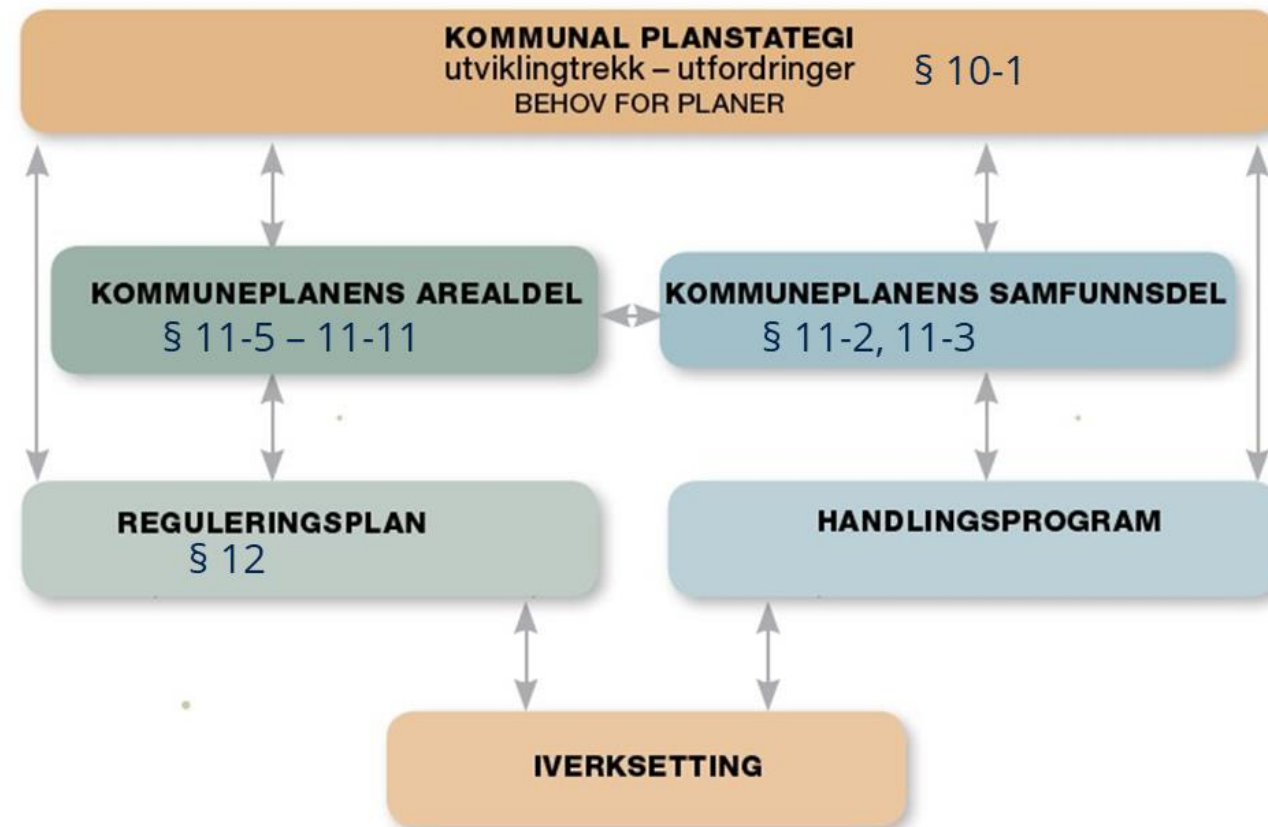 KOMMUNAL PLANSTATEGI
utviklingtrekk – utfordringer
§ 10-1
BEHOV FOR PLANER
KOMMUNEPLANENS AREALDEL
§ 11-5 – 11-11
KOMMUNEPLANENS SAMFUNNSDEL
§ 11-2, 11-3
REGULERINGSPLAN
§ 12
HANDLINGSPROGRAM
IVERKSETTING